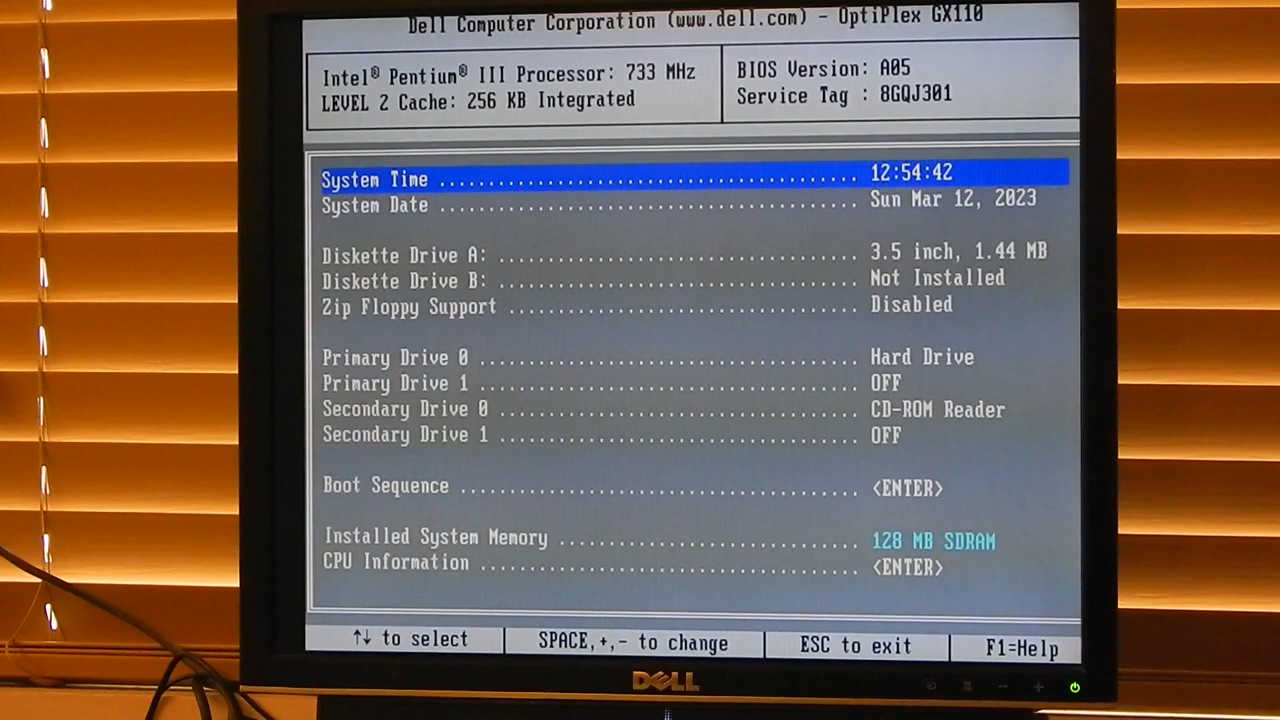 Dell Computer Corporation (www.dell.com) - OptiPlex GX110
Intel® Pentium® III Processor: 733 MHz
LEVEL 2 Cache: 256 KB Integrated
BIOS Version: A05
Service Tag : 8GQJ301
System Time .......................................... 12:54:42
System Date .......................................... Sun Mar 12, 2023
Diskette Drive A: .................................... 3.5 inch, 1.44 MB
Diskette Drive B: .................................... Not Installed
Zip Floppy Support ................................... Disabled
Primary Drive 0 ...................................... Hard Drive
Primary Drive 1 ...................................... OFF
Secondary Drive 0 .................................... CD-ROM Reader
Secondary Drive 1 .................................... OFF
Boot Sequence ........................................ <ENTER>
Installed System Memory .............................. 128 MB SDRAM
CPU Information ...................................... <ENTER>
↑↓ to select
SPACE,+,- to change
ESC to exit
F1=Help
DELL